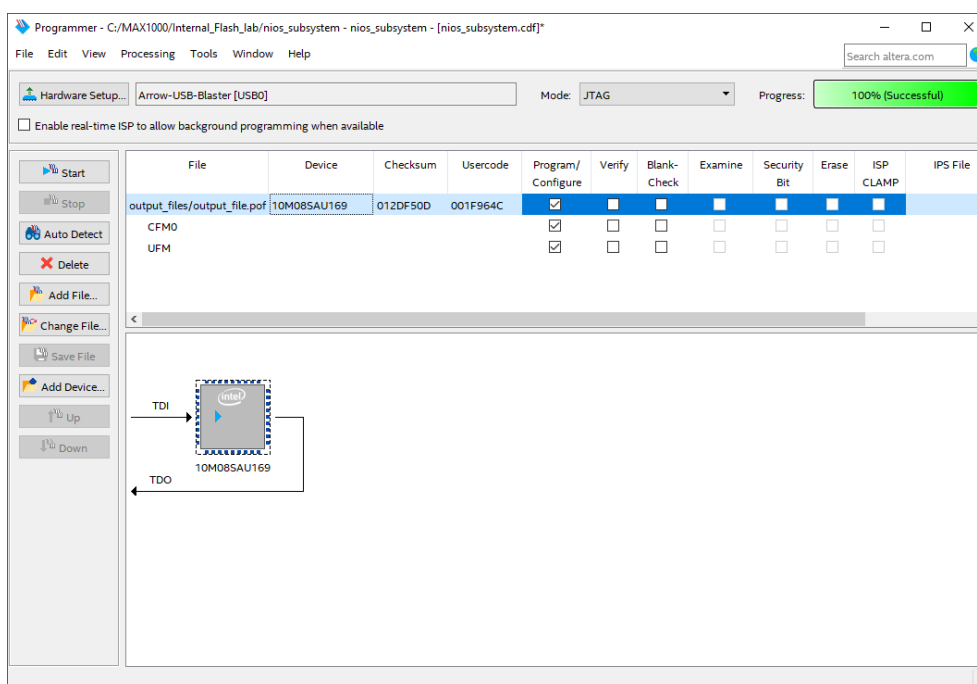 Programmer - C:/MAX1000/Internal_Flash_lab/nios_subsystem - nios_subsystem - [nios_subsystem.cdf]*
File Edit View Processing Tools Window Help
Search altera.com
Hardware Setup... Arrow-USB-Blaster [USB0] Mode: JTAG Progress: 100% (Successful)
Enable real-time ISP to allow background programming when available
Start
Stop
Auto Detect
Delete
Add File...
Change File...
Save File
Add Device...
Up
Down
File Device Checksum Usercode Program/ Verify Blank- Examine Security Erase ISP IPS File
Configure Check Bit CLAMP
output_files/output_file.pof 10M08SAU169 012DF50D 001F964C
CFM0
UFM
intel
TDI
10M08SAU169
TDO